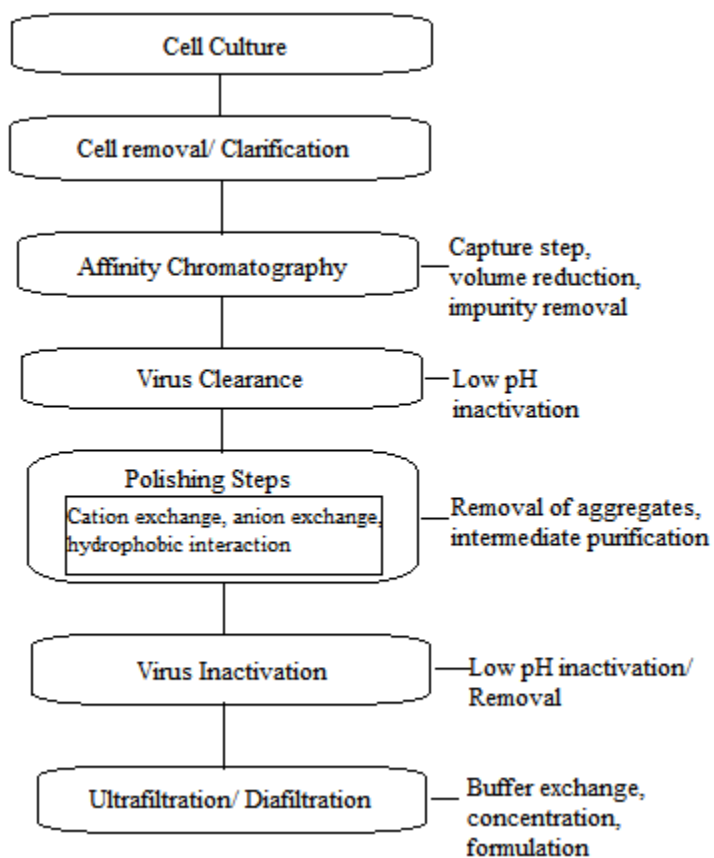 Cell Culture
Cell removal/ Clarification
Affinity Chromatography
Capture step,
volume reduction,
impurity removal
Virus Clearance
Low pH
inactivation
Polishing Steps
Cation exchange, anion exchange,
hydrophobic interaction
Removal of aggregates,
intermediate purification
Virus Inactivation
Low pH inactivation/
Removal
Ultrafiltration/ Diafiltration
Buffer exchange,
concentration,
formulation